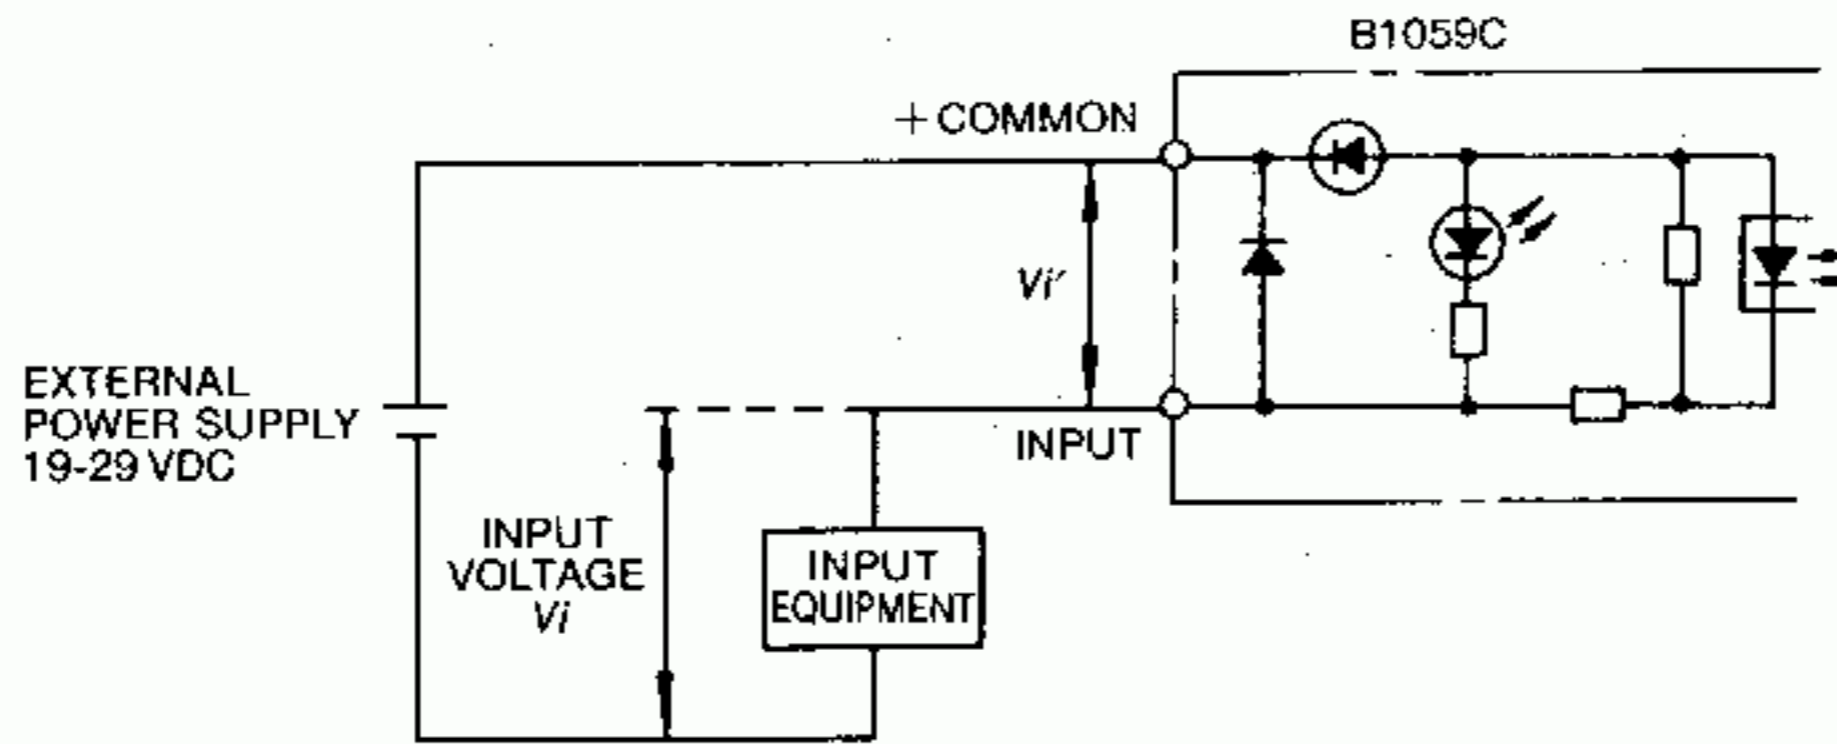 B1059C
+ COMMON
Vi′
EXTERNAL
POWER SUPPLY
19-29 VDC
INPUT
INPUT
VOLTAGE
Vi
INPUT
EQUIPMENT